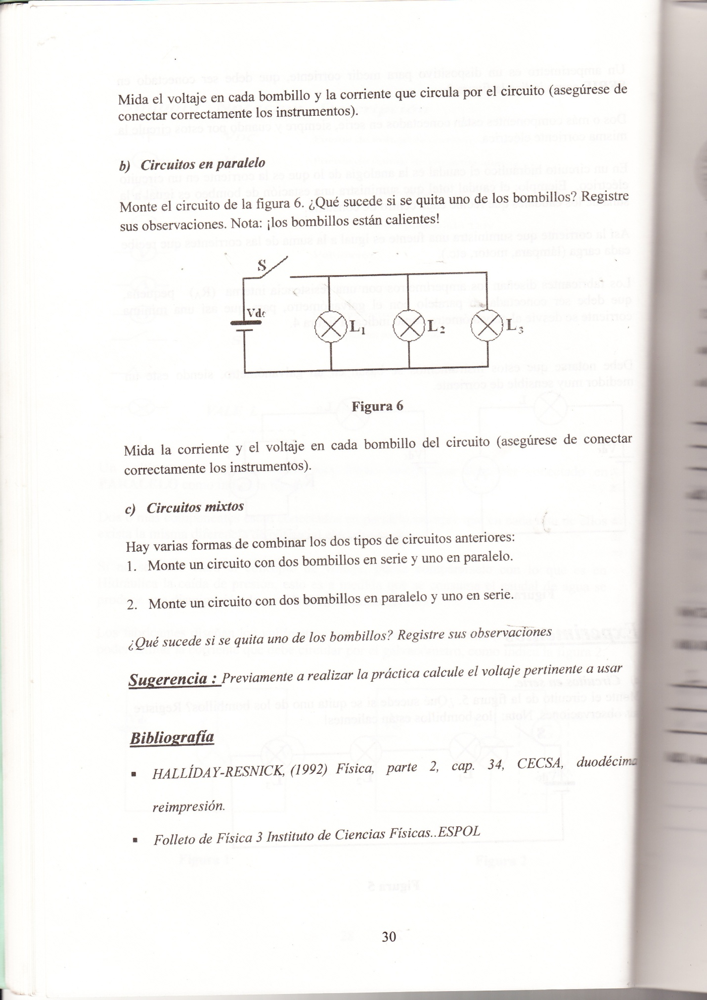 Mida el voltaje en cada bombillo y la corriente que circula por el circuito (asegúrese de
conectar correctamente los instrumentos).
b) Circuitos en paralelo
Monte el circuito de la figura 6. ¿Qué sucede si se quita uno de los bombillos? Registre
sus observaciones. Nota: ¡los bombillos están calientes!
S
Vdc
L1
L2
L3
Figura 6
Mida la corriente y el voltaje en cada bombillo del circuito (asegúrese de conectar
correctamente los instrumentos).
c) Circuitos mixtos
Hay varias formas de combinar los dos tipos de circuitos anteriores:
1. Monte un circuito con dos bombillos en serie y uno en paralelo.
2. Monte un circuito con dos bombillos en paralelo y uno en serie.
¿Qué sucede si se quita uno de los bombillos? Registre sus observaciones
Sugerencia : Previamente a realizar la práctica calcule el voltaje pertinente a usar
Bibliografía
▪ HALLÍDAY-RESNICK, (1992) Física, parte 2, cap. 34, CECSA, duodécima
reimpresión.
▪ Folleto de Física 3 Instituto de Ciencias Físicas..ESPOL
30